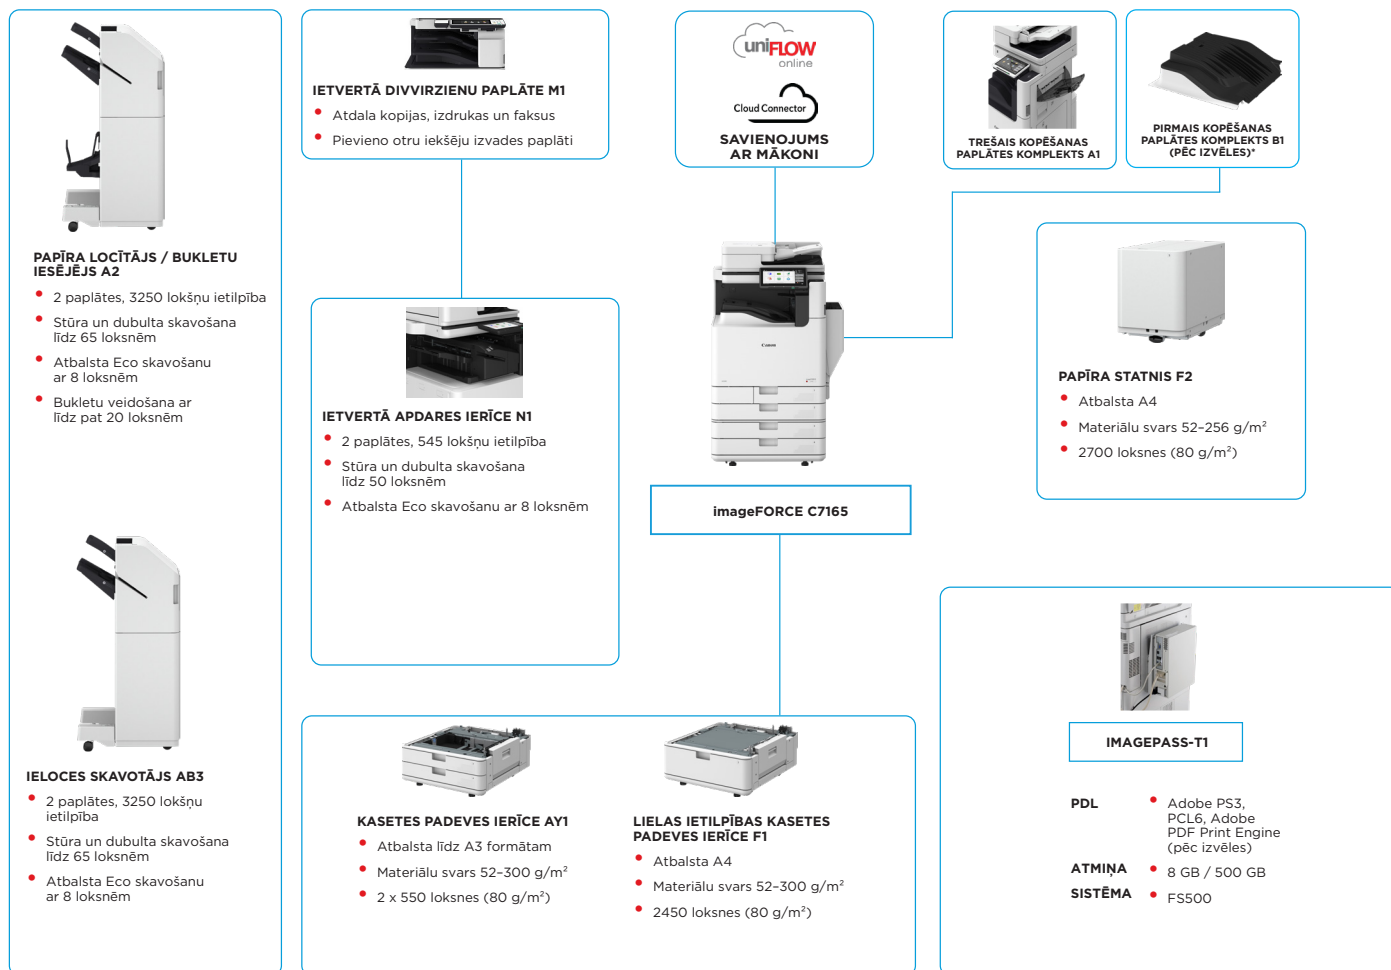 PAPĪRA LOCĪTĀJS / BUKLETU
IESĒJĒJS A2
2 paplātes, 3250 lokšņu ietilpība
Stūra un dubulta skavošana
līdz 65 loksnēm
Atbalsta Eco skavošanu
ar 8 loksnēm
Bukletu veidošana ar
līdz pat 20 loksnēm
IELOCES SKAVOTĀJS AB3
2 paplātes, 3250 lokšņu
ietilpība
Stūra un dubulta skavošana
līdz 65 loksnēm
Atbalsta Eco skavošanu
ar 8 loksnēm
IETVERTĀ DIVVIRZIENU PAPLĀTE M1
Atdala kopijas, izdrukas un faksus
Pievieno otru iekšēju izvades paplāti
IETVERTĀ APDARES IERĪCE N1
2 paplātes, 545 lokšņu ietilpība
Stūra un dubulta skavošana
līdz 50 loksnēm
Atbalsta Eco skavošanu ar 8 loksnēm
uniFLOW
online
Cloud Connector
SAVIENOJUMS
AR MĀKONI
Canon
imageFORCE C7165
TREŠAIS KOPĒŠANAS
PAPLĀTES KOMPLEKTS A1
PIRMAIS KOPĒŠANAS
PAPLĀTES KOMPLEKTS B1
(PĒC IZVĒLES)*
PAPĪRA STATNIS F2
Atbalsta A4
Materiālu svars 52–256 g/m²
2700 loksnes (80 g/m²)
KASETES PADEVES IERĪCE AY1
Atbalsta līdz A3 formātam
Materiālu svars 52–300 g/m²
2 x 550 loksnes (80 g/m²)
LIELAS IETILPĪBAS KASETES
PADEVES IERĪCE F1
Atbalsta A4
Materiālu svars 52–300 g/m²
2450 loksnes (80 g/m²)
IMAGEPASS-T1
PDL
Adobe PS3,
PCL6, Adobe
PDF Print Engine
(pēc izvēles)
ATMIŅA
8 GB / 500 GB
SISTĒMA
FS500